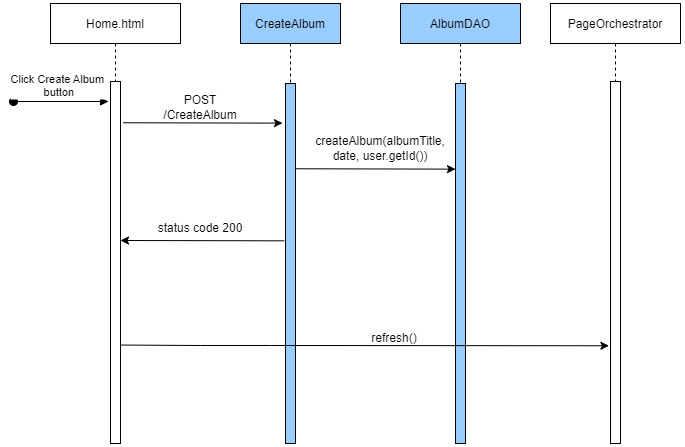 Home.html
CreateAlbum
AlbumDAO
PageOrchestrator
Click Create Album
button
POST
/CreateAlbum
createAlbum(albumTitle,
date, user.getId())
status code 200
refresh()